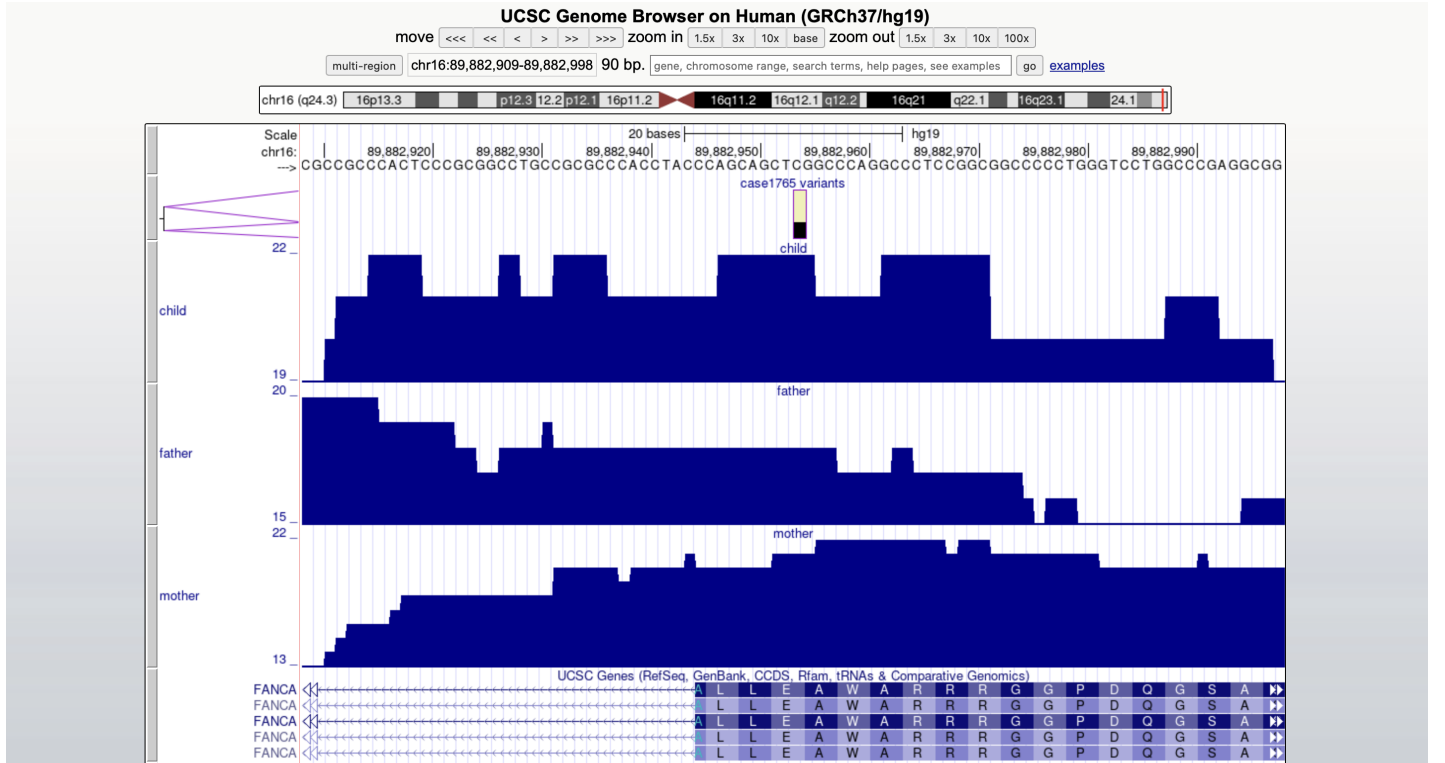 UCSC Genome Browser on Human (GRCh37/hg19)
move <<< << < > >> >>> zoom in 1.5x 3x 10x base zoom out 1.5x 3x 10x 100x
multi-region chr16:89,882,909-89,882,998 90 bp. gene, chromosome range, search terms, help pages, see examples go examples
chr16 (q24.3) 16p13.3 p12.3 12.2 p12.1 16p11.2 16q11.2 16q12.1 q12.2 16q21 q22.1 16q23.1 24.1
Scale 20 bases hg19
chr16: 89,882,920 89,882,930 89,882,940 89,882,950 89,882,960 89,882,970 89,882,980 89,882,990
---> CGCCGCCCACTCCCGCGGCCTGCCGCGCCCACCTACCCAGCAGCTCGGCCCAGGCCCTCCGGCGGCCCCCTGGGTCCTGGCCCGAGGCGG
case1765 variants
22 child
child
19
20 father
father
15
22 mother
mother
13
UCSC Genes (RefSeq, GenBank, CCDS, Rfam, tRNAs & Comparative Genomics)
FANCA A L L E A W A R R R G G P D Q G S A
FANCA L L E A W A R R R G G P D Q G S A
FANCA A L L E A W A R R R G G P D Q G S A
FANCA L L E A W A R R R G G P D Q G S A
FANCA L L E A W A R R R G G P D Q G S A